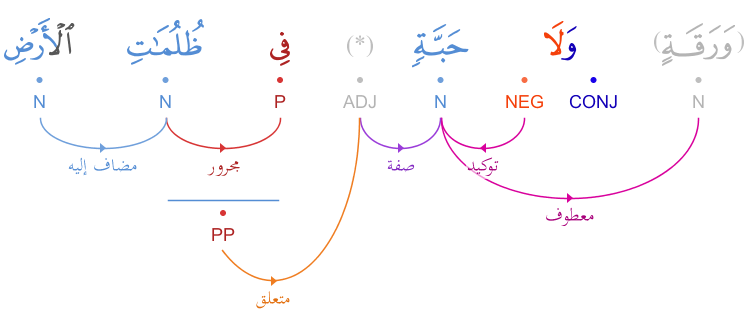 (وَرَقَةٍ) وَلَا حَبَّةٍ (*) فِى ظُلُمَـٰتِ ٱلْأَرْضِ
N CONJ NEG N ADJ P N N
توكيد صفة مجرور مضاف إليه
معطوف
PP
متعلق